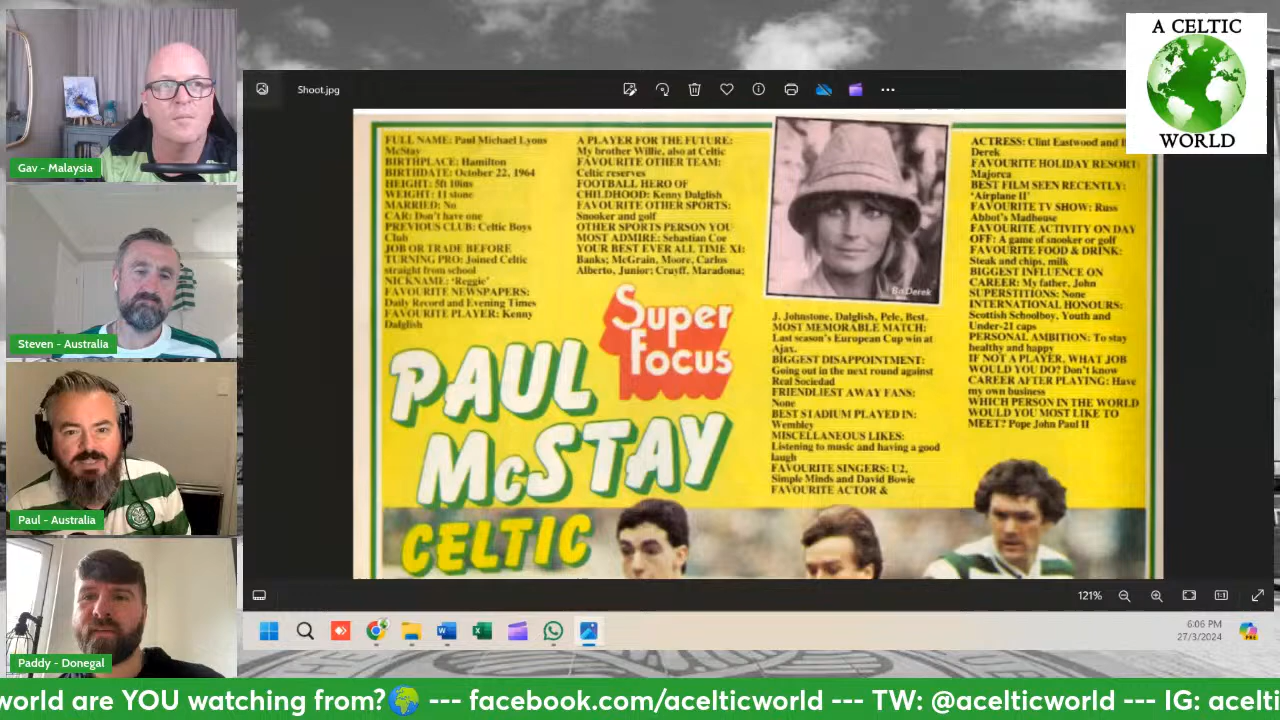 A CELTIC
WORLD
Gav - Malaysia
Steven - Australia
Paul - Australia
Paddy - Donegal
Shoot.jpg
FULL NAME: Paul Michael Lyons
McStay
BIRTHPLACE: Hamilton
BIRTHDATE: October 22, 1964
HEIGHT: 5ft 10ins
WEIGHT: 11 stone
MARRIED: No
CAR: Don't have one
PREVIOUS CLUB: Celtic Boys
Club
JOB OR TRADE BEFORE
TURNING PRO: Joined Celtic
straight from school
NICKNAME: 'Reggie'
FAVOURITE NEWSPAPERS:
Daily Record and Evening Times
FAVOURITE PLAYER: Kenny
Dalglish
A PLAYER FOR THE FUTURE:
My brother Willie, also at Celtic
FAVOURITE OTHER TEAM:
Celtic reserves
FOOTBALL HERO OF
CHILDHOOD: Kenny Dalglish
FAVOURITE OTHER SPORTS:
Snooker and golf
OTHER SPORTS PERSON YOU
MOST ADMIRE: Sebastian Coe
YOUR BEST EVER ALL TIME XI:
Banks; McGrain, Moore, Carlos
Alberto, Junior; Cruyff, Maradona;
Bo Derek
J. Johnstone, Dalglish, Pele, Best.
MOST MEMORABLE MATCH:
Last season's European Cup win at
Ajax.
BIGGEST DISAPPOINTMENT:
Going out in the next round against
Real Sociedad
FRIENDLIEST AWAY FANS:
None
BEST STADIUM PLAYED IN:
Wembley
MISCELLANEOUS LIKES:
Listening to music and having a good
laugh
FAVOURITE SINGERS: U2,
Simple Minds and David Bowie
FAVOURITE ACTOR &
ACTRESS: Clint Eastwood and
Derek
FAVOURITE HOLIDAY RESORT:
Majorca
BEST FILM SEEN RECENTLY:
'Airplane II'
FAVOURITE TV SHOW: Russ
Abbot's Madhouse
FAVOURITE ACTIVITY ON DAY
OFF: A game of snooker or golf
FAVOURITE FOOD & DRINK:
Steak and chips, milk
BIGGEST INFLUENCE ON
CAREER: My father, John
SUPERSTITIONS: None
INTERNATIONAL HONOURS:
Scottish Schoolboy, Youth and
Under-21 caps
PERSONAL AMBITION: To stay
healthy and happy
IF NOT A PLAYER, WHAT JOB
WOULD YOU DO? Don't know
CAREER AFTER PLAYING: Have
my own business
WHICH PERSON IN THE WORLD
WOULD YOU MOST LIKE TO
MEET? Pope John Paul II
Super
Focus
PAUL
McSTAY
CELTIC
121%
6:06 PM
27/3/2024
world are YOU watching from? --- facebook.com/acelticworld --- TW: @acelticworld --- IG: acelti